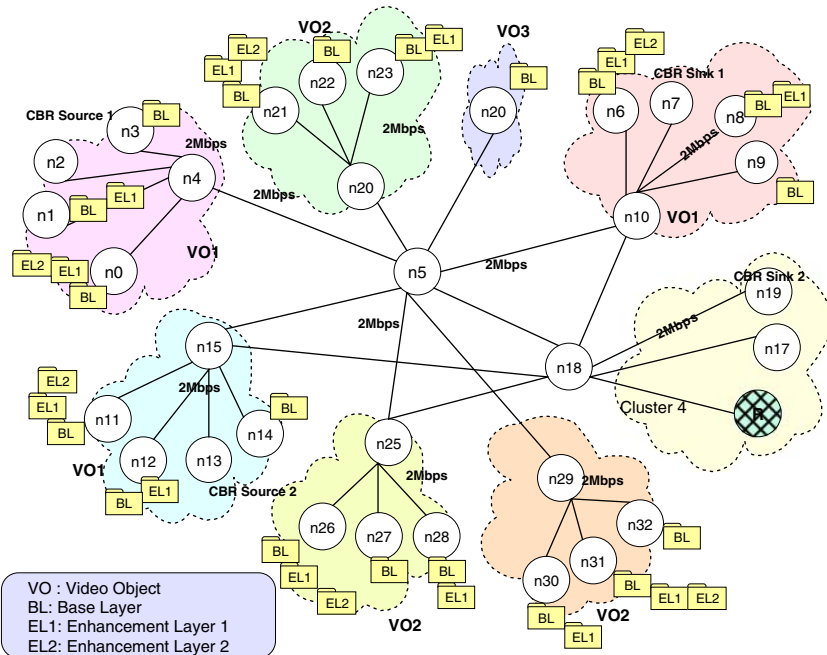 VO2
VO3
EL2
BL
BL
EL1
EL2
EL1
n22
n23
BL
EL1
CBR Sink 1
BL
n21
n20
BL
n6
n7
n8
BL
EL1
CBR Source 1
n3
BL
2Mbps
2Mbps
n2
2Mbps
n4
n9
n20
2Mbps
BL
n1
BL
EL1
n10
VO1
VO1
EL2
EL1
n0
BL
n5
2Mbps
CBR Sink 2
n19
2Mbps
2Mbps
n15
n17
n18
EL2
2Mbps
EL1
n11
BL
BL
n14
Cluster 4
R
n25
VO1
n12
n13
EL1
CBR Source 2
BL
2Mbps
n29
2Mbps
n26
n27
n28
n32
BL
BL
EL1
BL
BL
n31
n30
BL
EL1
EL2
EL2
EL1
VO2
BL
VO2
EL1
VO : Video Object
BL: Base Layer
EL1: Enhancement Layer 1
EL2: Enhancement Layer 2